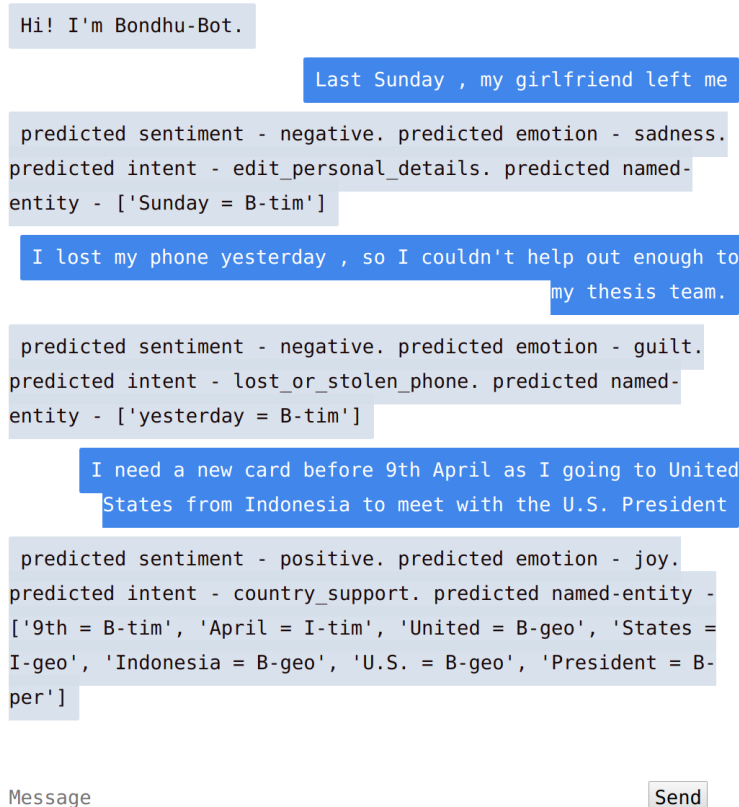 Hi! I'm Bondhu-Bot.
Last Sunday , my girlfriend left me
predicted sentiment - negative. predicted emotion - sadness.
predicted intent - edit_personal_details. predicted named-
entity - ['Sunday = B-tim']
I lost my phone yesterday , so I couldn't help out enough to
my thesis team.
predicted sentiment - negative. predicted emotion - guilt.
predicted intent - lost_or_stolen_phone. predicted named-
entity - ['yesterday = B-tim']
I need a new card before 9th April as I going to United
States from Indonesia to meet with the U.S. President
predicted sentiment - positive. predicted emotion - joy.
predicted intent - country_support. predicted named-entity -
['9th = B-tim', 'April = I-tim', 'United = B-geo', 'States =
I-geo', 'Indonesia = B-geo', 'U.S. = B-geo', 'President = B-
per']
Message
Send